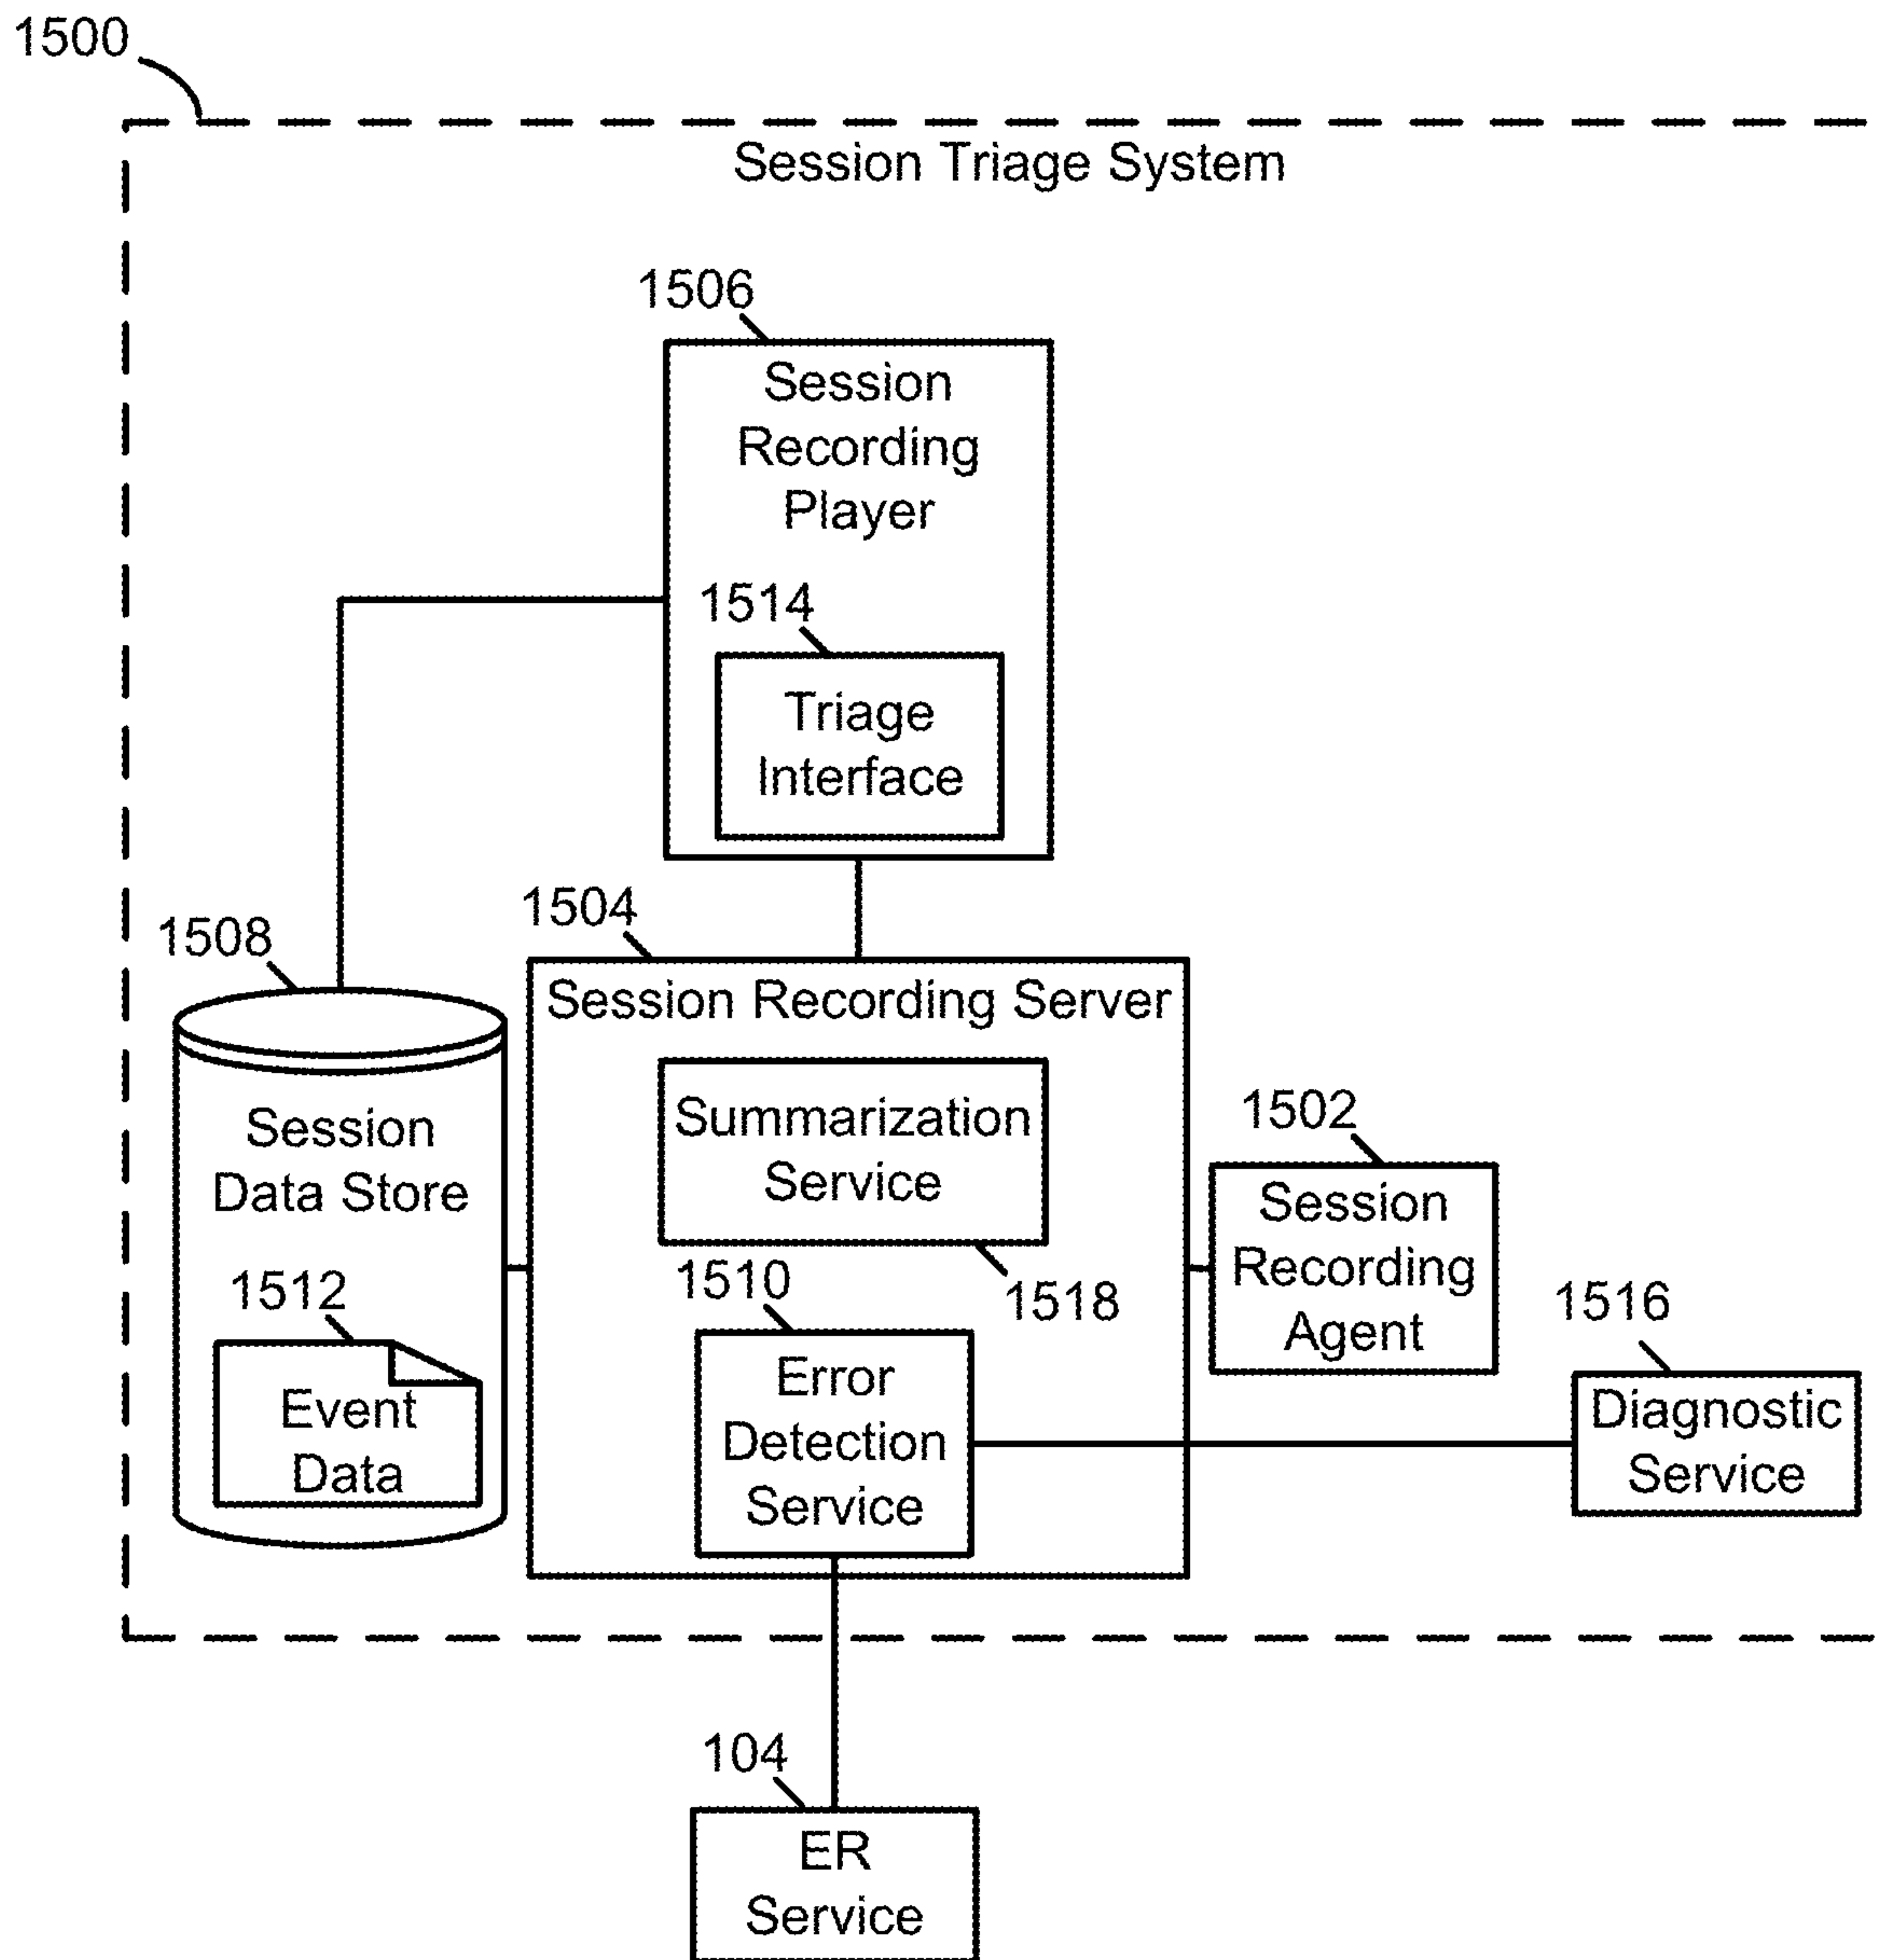 1500
Session Triage System
1506
Session
Recording
Player
1514
Triage
Interface
1508
1504
Session Recording Server
Session
Data Store
1512
Event
Data
Summarization
Service
1518
1510
Error
Detection
Service
1502
Session
Recording
Agent
1516
Diagnostic
Service
104
ER
Service